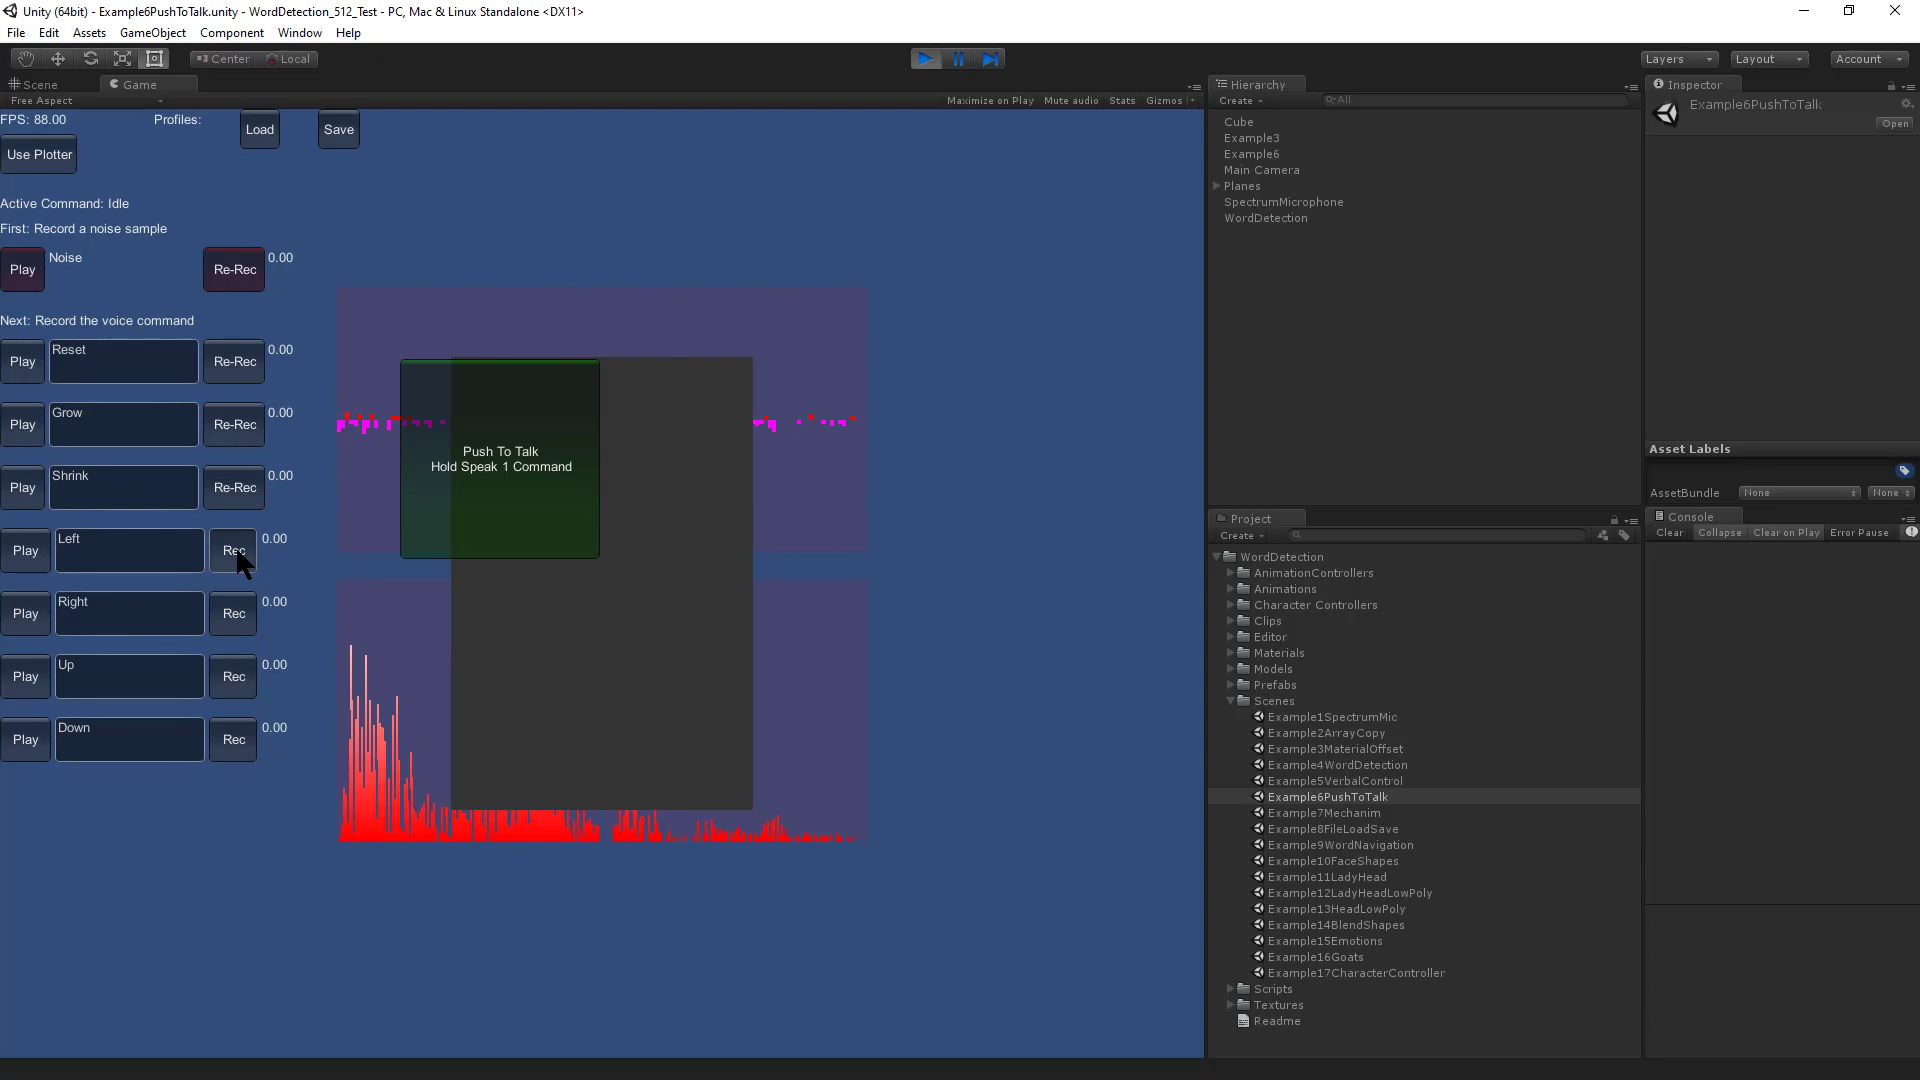 Unity (64bit) - Example6PushToTalk.unity - WordDetection_512_Test - PC, Mac & Linux Standalone <DX11>
File Edit Assets GameObject Component Window Help
Center Local
Layers Layout Account
Scene Game
Free Aspect
Maximize on Play Mute audio Stats Gizmos
FPS: 88.00
Profiles:
Load
Save
Use Plotter
Active Command: Idle
First: Record a noise sample
Play Noise Re-Rec 0.00
Next: Record the voice command
Play Reset Re-Rec 0.00
Play Grow Re-Rec 0.00
Play Shrink Re-Rec 0.00
Play Left Rec 0.00
Play Right Rec 0.00
Play Up Rec 0.00
Play Down Rec 0.00
Push To Talk
Hold Speak 1 Command
Hierarchy
Create All
Cube
Example3
Example6
Main Camera
Planes
SpectrumMicrophone
WordDetection
Project
Create
WordDetection
AnimationControllers
Animations
Character Controllers
Clips
Editor
Materials
Models
Prefabs
Scenes
Example1SpectrumMic
Example2ArrayCopy
Example3MaterialOffset
Example4WordDetection
Example5VerbalControl
Example6PushToTalk
Example7Mechanim
Example8FileLoadSave
Example9WordNavigation
Example10FaceShapes
Example11LadyHead
Example12LadyHeadLowPoly
Example13HeadLowPoly
Example14BlendShapes
Example15Emotions
Example16Goats
Example17CharacterController
Scripts
Textures
Readme
Inspector
Example6PushToTalk
Open
Asset Labels
AssetBundle None None
Console
Clear Collapse Clear on Play Error Pause